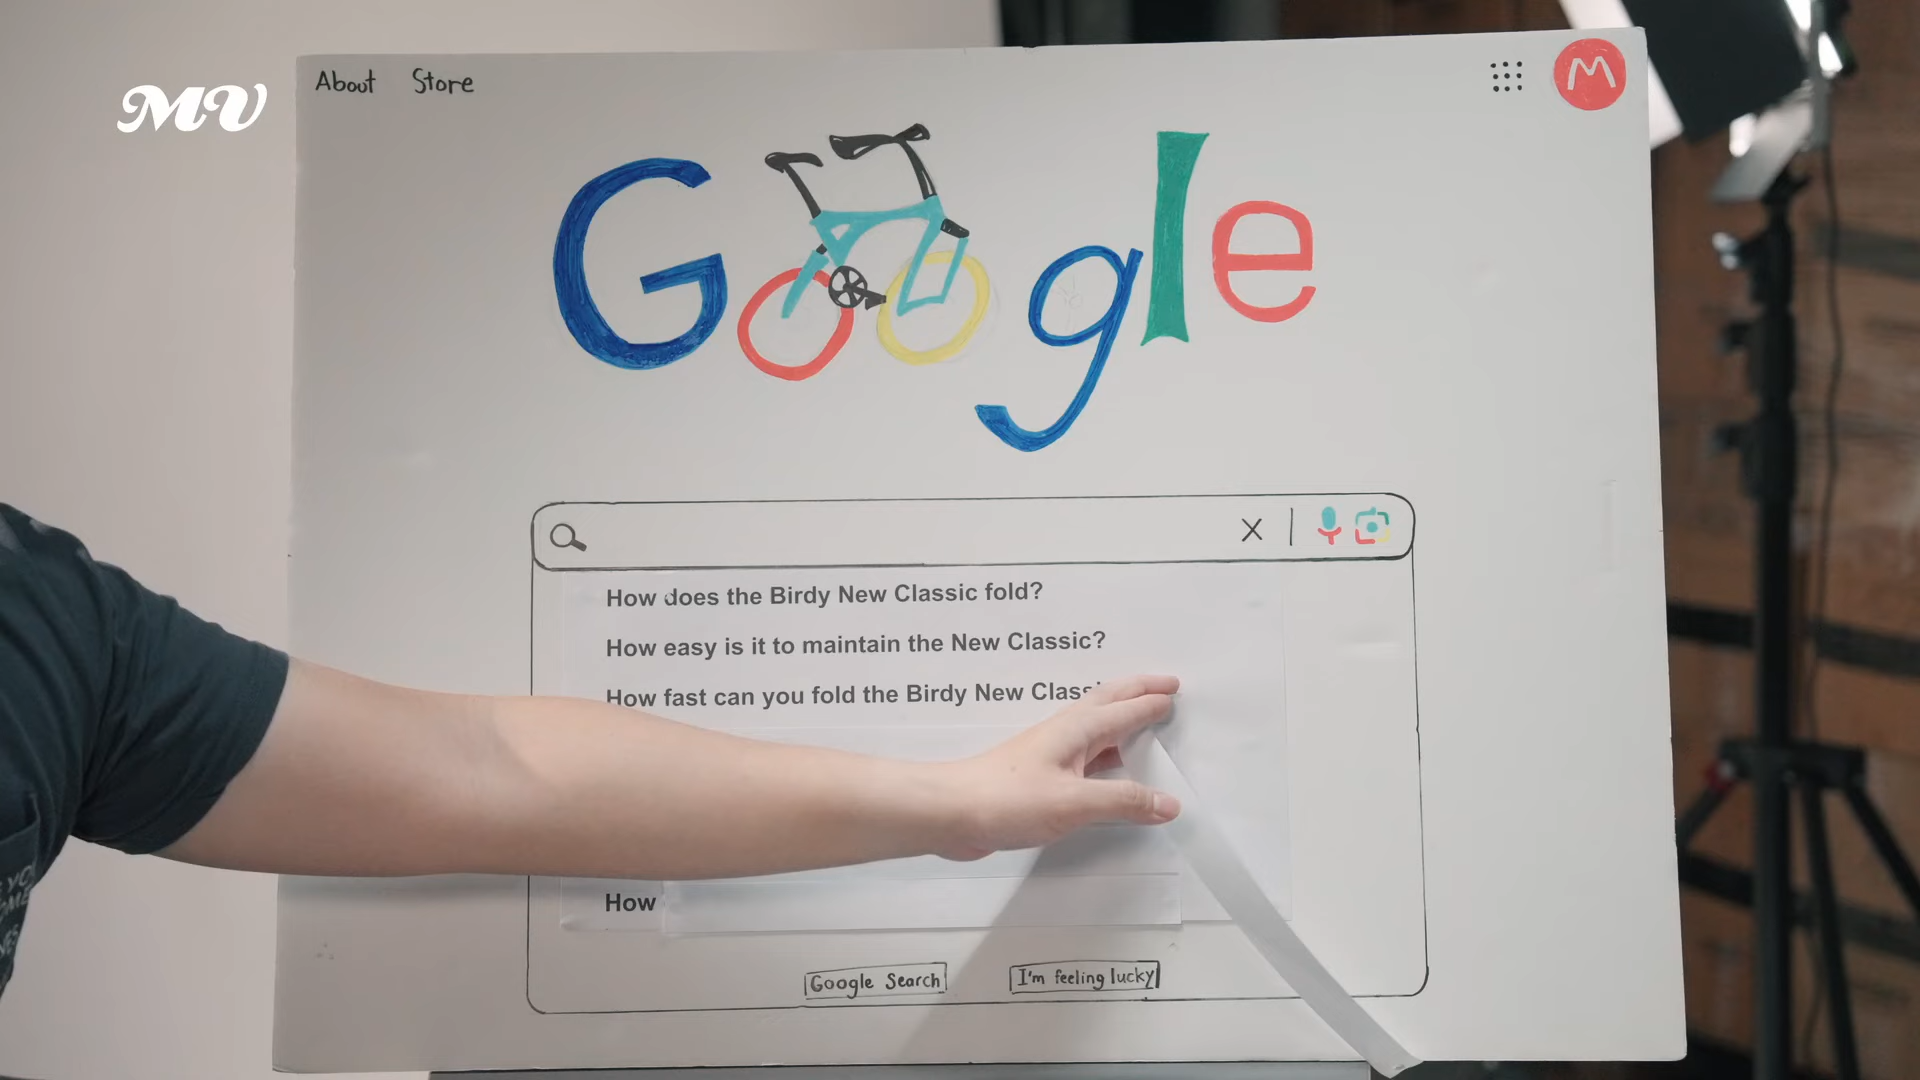 MV
About Store
M
Google
How does the Birdy New Classic fold?
How easy is it to maintain the New Classic?
How fast can you fold the Birdy New
How
Google Search
I'm feeling lucky